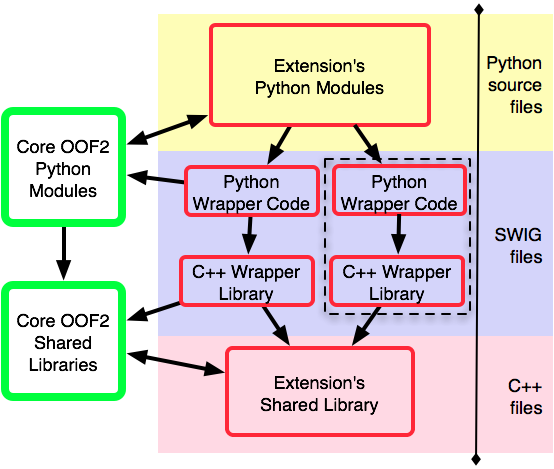 Extension's
Python Modules
Python
source
files
Core OOF2
Python
Modules
Python
Wrapper Code
Python
Wrapper Code
SWIG
files
C++ Wrapper
Library
C++ Wrapper
Library
Core OOF2
Shared
Libraries
Extension's
Shared Library
C++
files